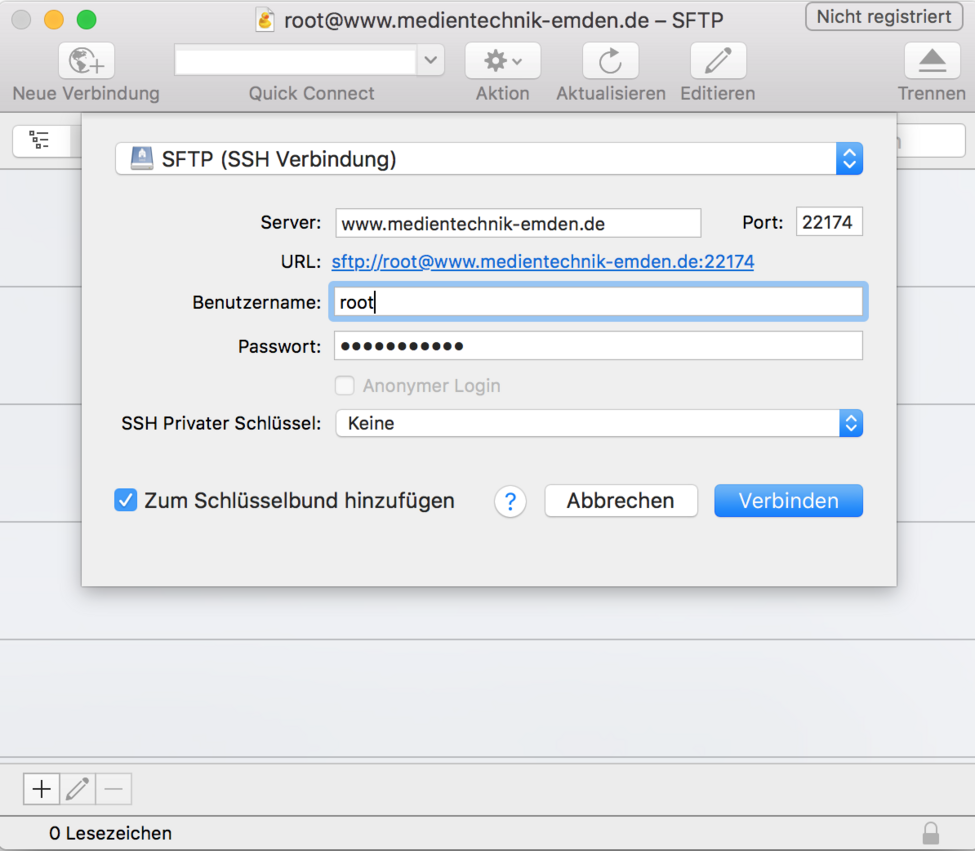 root@www.medientechnik-emden.de – SFTP
Nicht registriert
Neue Verbindung
Quick Connect
Aktion
Aktualisieren
Editieren
Trennen
SFTP (SSH Verbindung)
Server: www.medientechnik-emden.de Port: 22174
URL: sftp://root@www.medientechnik-emden.de:22174
Benutzername: root
Passwort: ●●●●●●●●●●●
Anonymer Login
SSH Privater Schlüssel: Keine
Zum Schlüsselbund hinzufügen ? Abbrechen Verbinden
0 Lesezeichen